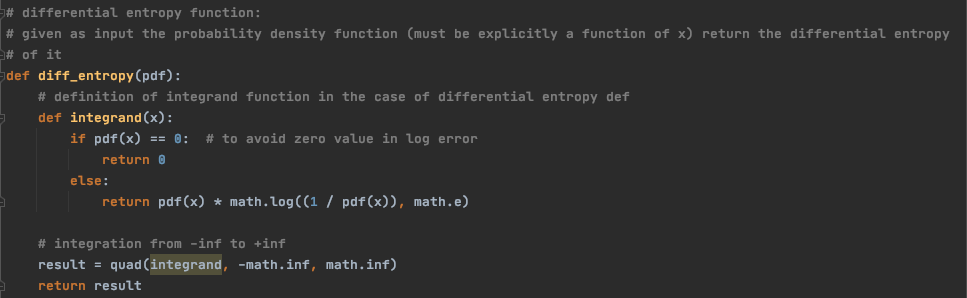 # differential entropy function:
# given as input the probability density function (must be explicitly a function of x) return the differential entropy
# of it
def diff_entropy(pdf):
    # definition of integrand function in the case of differential entropy def
    def integrand(x):
        if pdf(x) == 0:  # to avoid zero value in log error
            return 0
        else:
            return pdf(x) * math.log((1 / pdf(x)), math.e)

    # integration from -inf to +inf
    result = quad(integrand, -math.inf, math.inf)
    return result